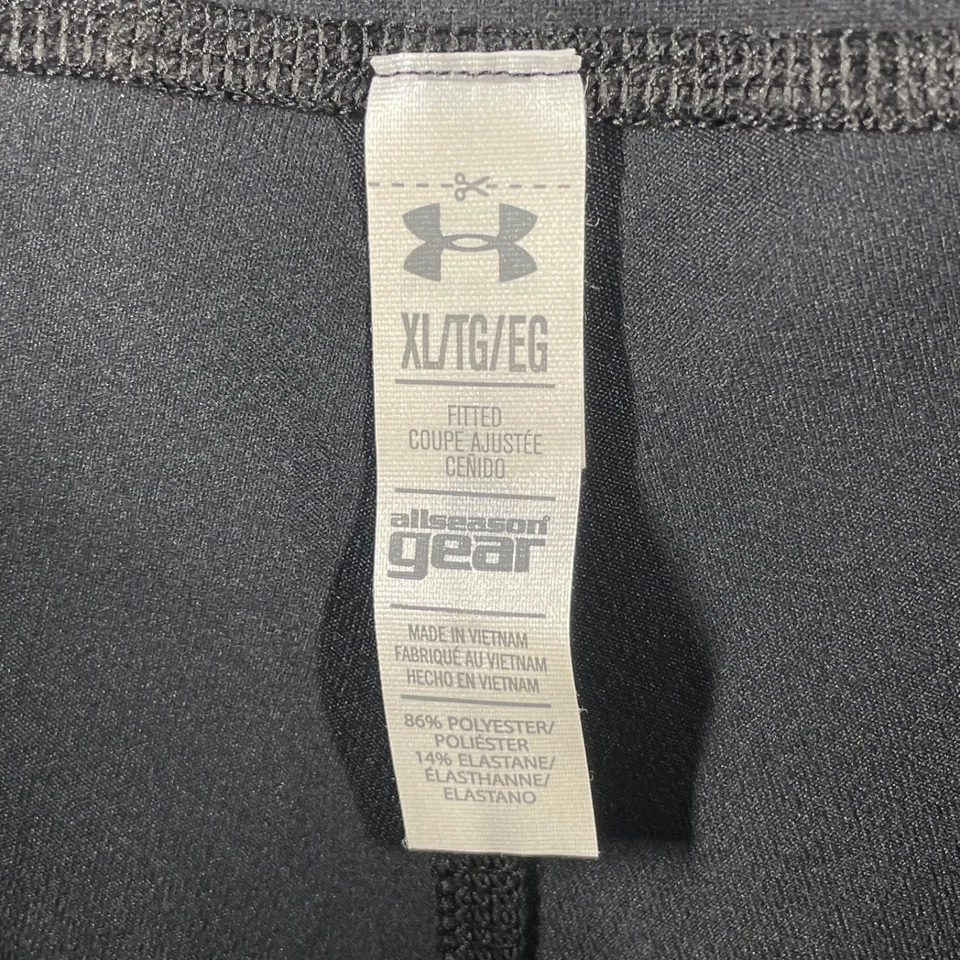 XL/TG/EG
FITTED
COUPE AJUSTÉE
CEÑIDO
allseason®
gear
MADE IN VIETNAM
FABRIQUÉ AU VIETNAM
HECHO EN VIETNAM
86% POLYESTER/
POLIÉSTER
14% ELASTANE/
ÉLASTHANNE/
ELASTANO